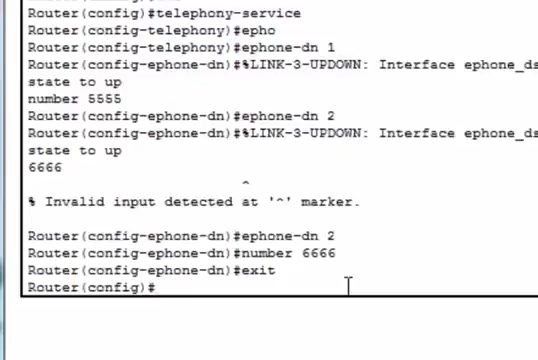 Router(config)#telephony-service
Router(config-telephony)#epho
Router(config-telephony)#ephone-dn 1
Router(config-ephone-dn)#%LINK-3-UPDOWN: Interface ephone_ds
state to up
number 5555
Router(config-ephone-dn)#ephone-dn 2
Router(config-ephone-dn)#%LINK-3-UPDOWN: Interface ephone_ds
state to up
6666
^
% Invalid input detected at '^' marker.
Router(config-ephone-dn)#ephone-dn 2
Router(config-ephone-dn)#number 6666
Router(config-ephone-dn)#exit
Router(config)#